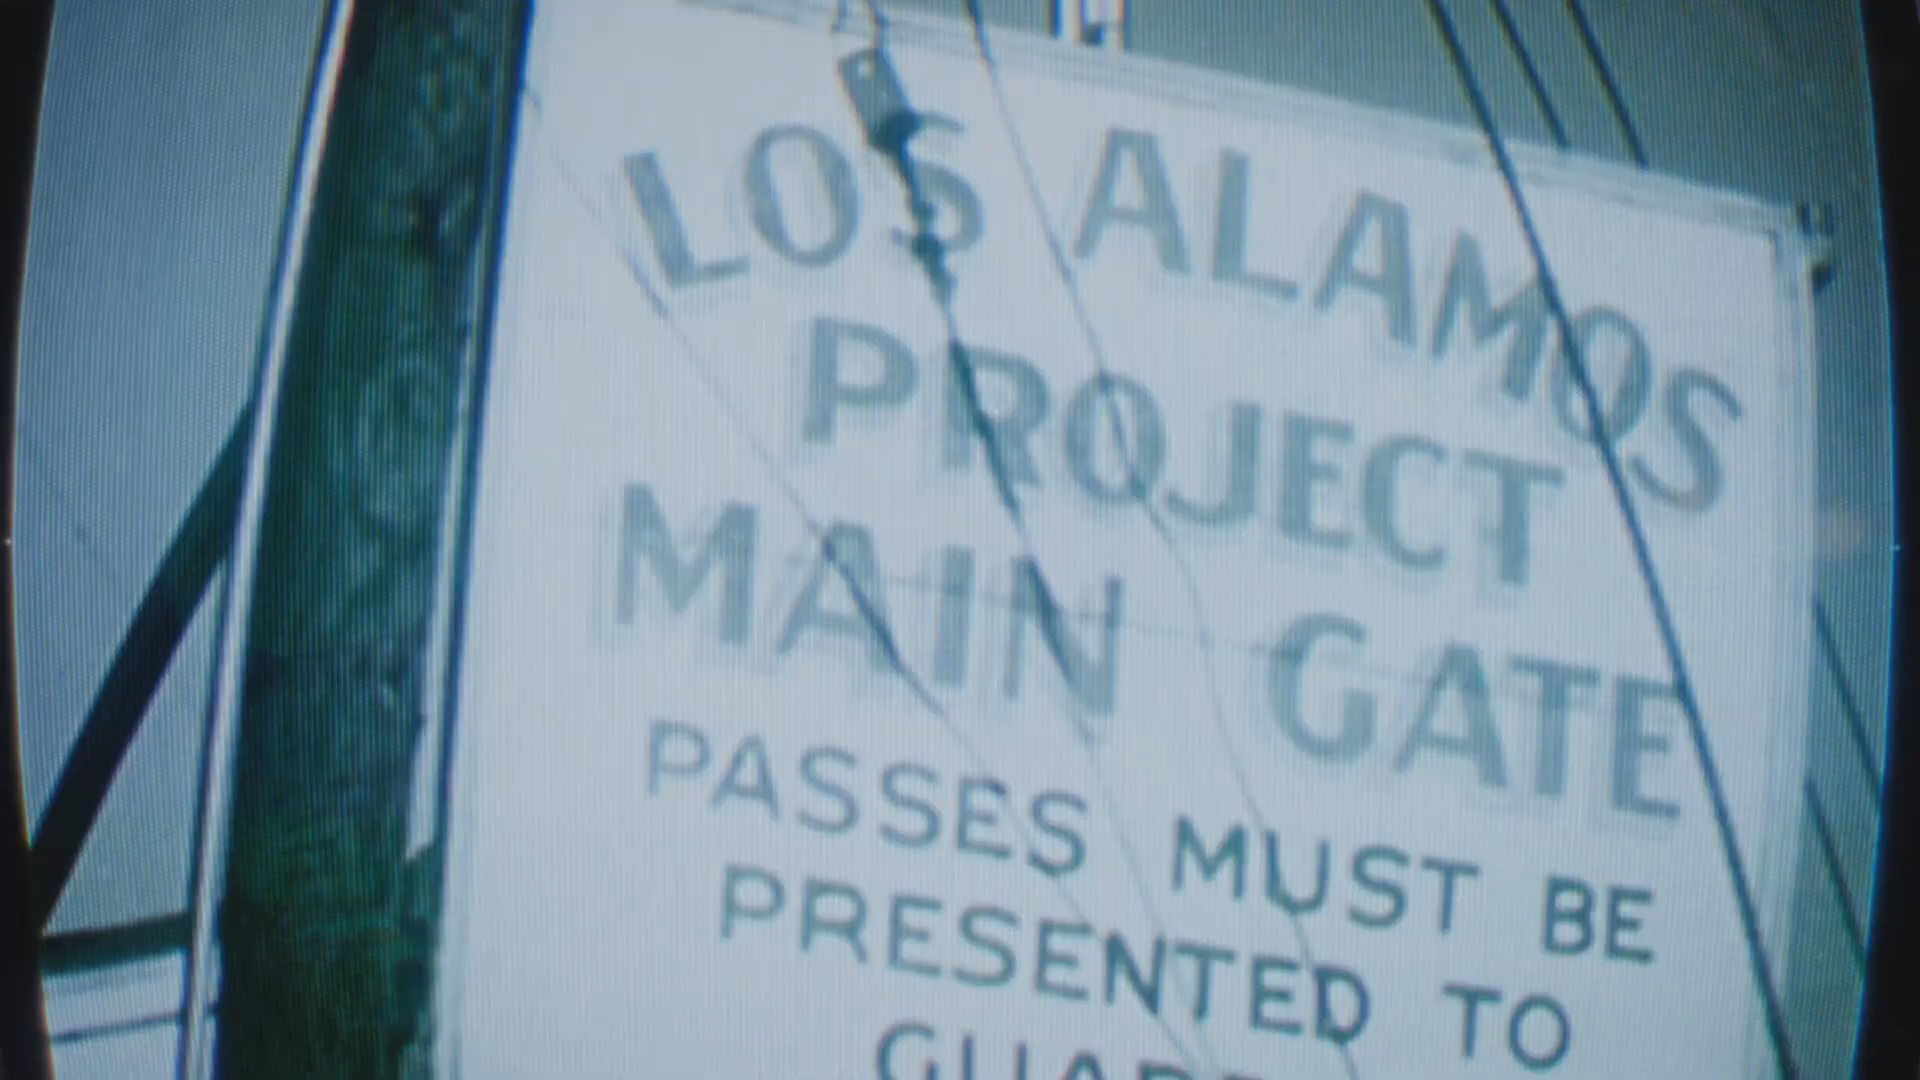 LOS ALAMOS
PROJECT
MAIN GATE
PASSES MUST BE
PRESENTED TO